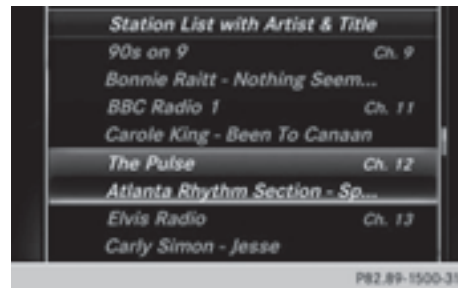 Station List with Artist & Title
90s on 9 Ch. 9
Bonnie Raitt - Nothing Seem...
BBC Radio 1 Ch. 11
Carole King - Been To Canaan
The Pulse Ch. 12
Atlanta Rhythm Section - Sp...
Elvis Radio Ch. 13
Carly Simon - Jesse
P82.89-1500-31